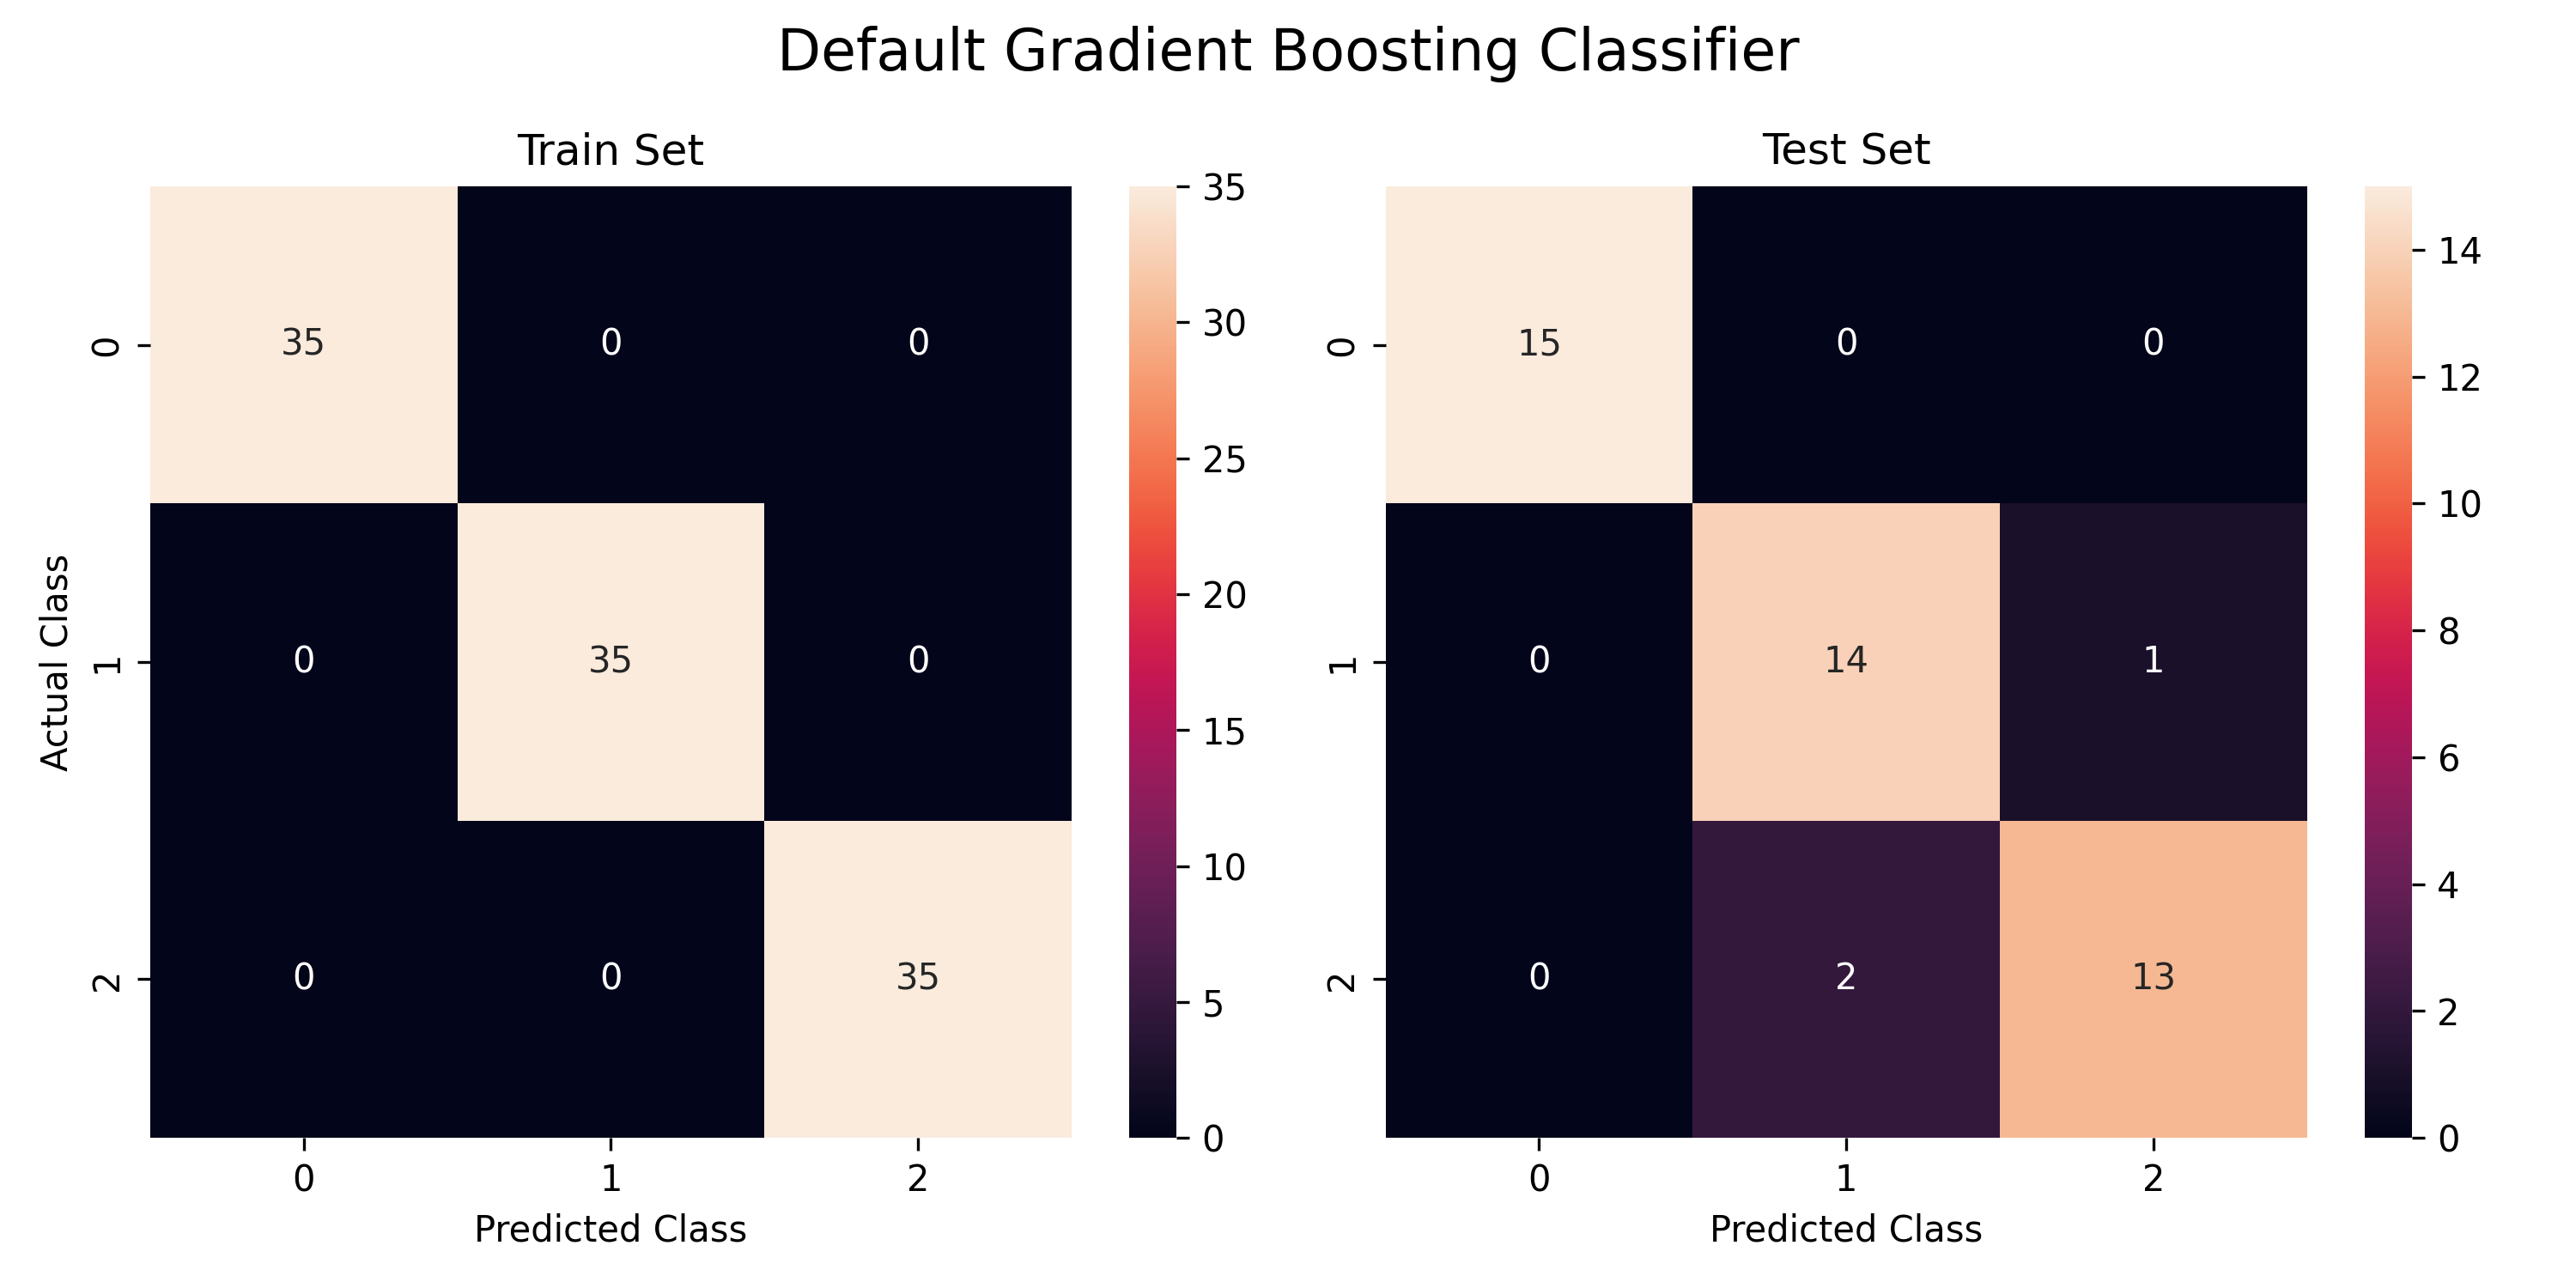 Default Gradient Boosting Classifier
Train Set
Actual Class
0
1
2
35 0 0
0 35 0
0 0 35
0 1 2
Predicted Class
35
30
25
20
15
10
5
0
Test Set
0
1
2
15 0 0
0 14 1
0 2 13
0 1 2
Predicted Class
14
12
10
8
6
4
2
0